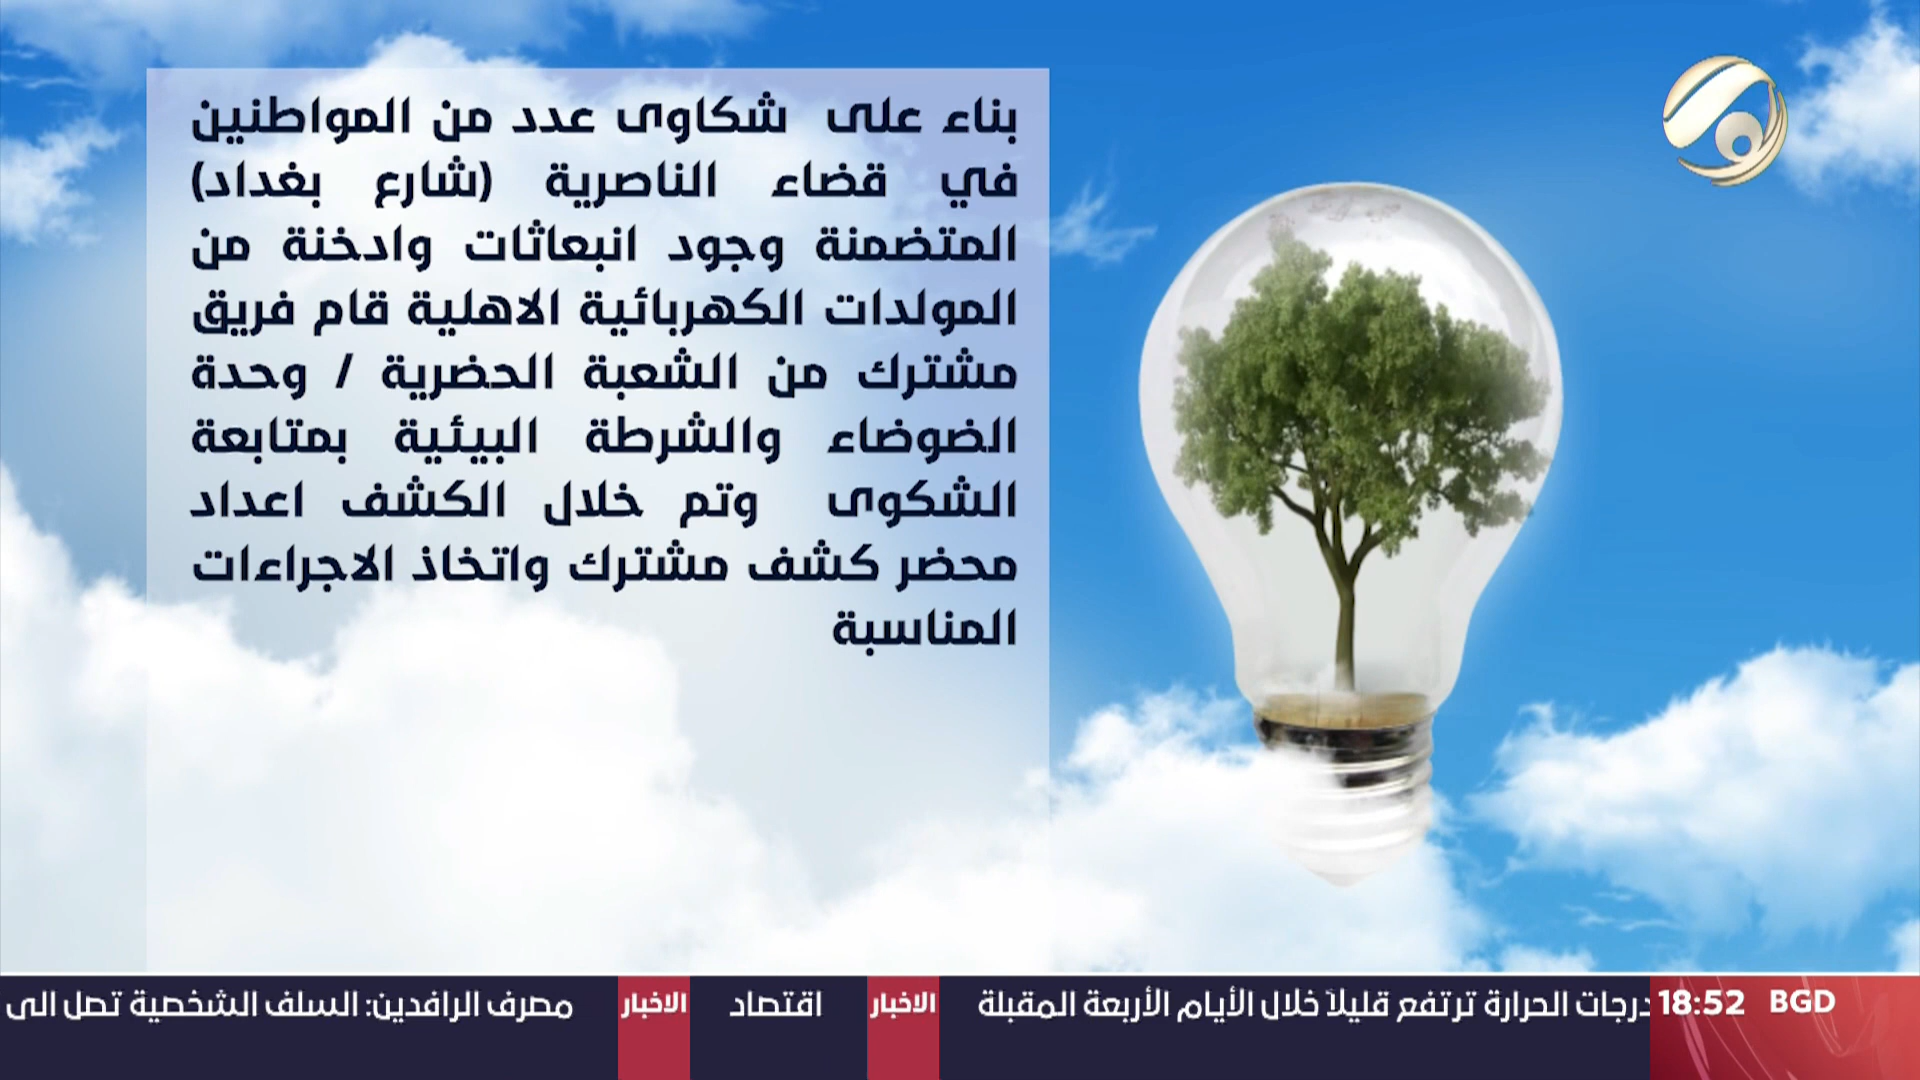 بناء على شكاوى عدد من المواطنين
في قضاء الناصرية (شارع بغداد)
المتضمنة وجود انبعاثات وادخنة من
المولدات الكهربائية الاهلية قام فريق
مشترك من الشعبة الحضرية / وحدة
الضوضاء والشرطة البيئية بمتابعة
الشكوى وتم خلال الكشف اعداد
محضر كشف مشترك واتخاذ الاجراءات
المناسبة
18:52 BGD
درجات الحرارة ترتفع قليلاً خلال الأيام الأربعة المقبلة الاخبار اقتصاد الاخبار مصرف الرافدين: السلف الشخصية تصل الى